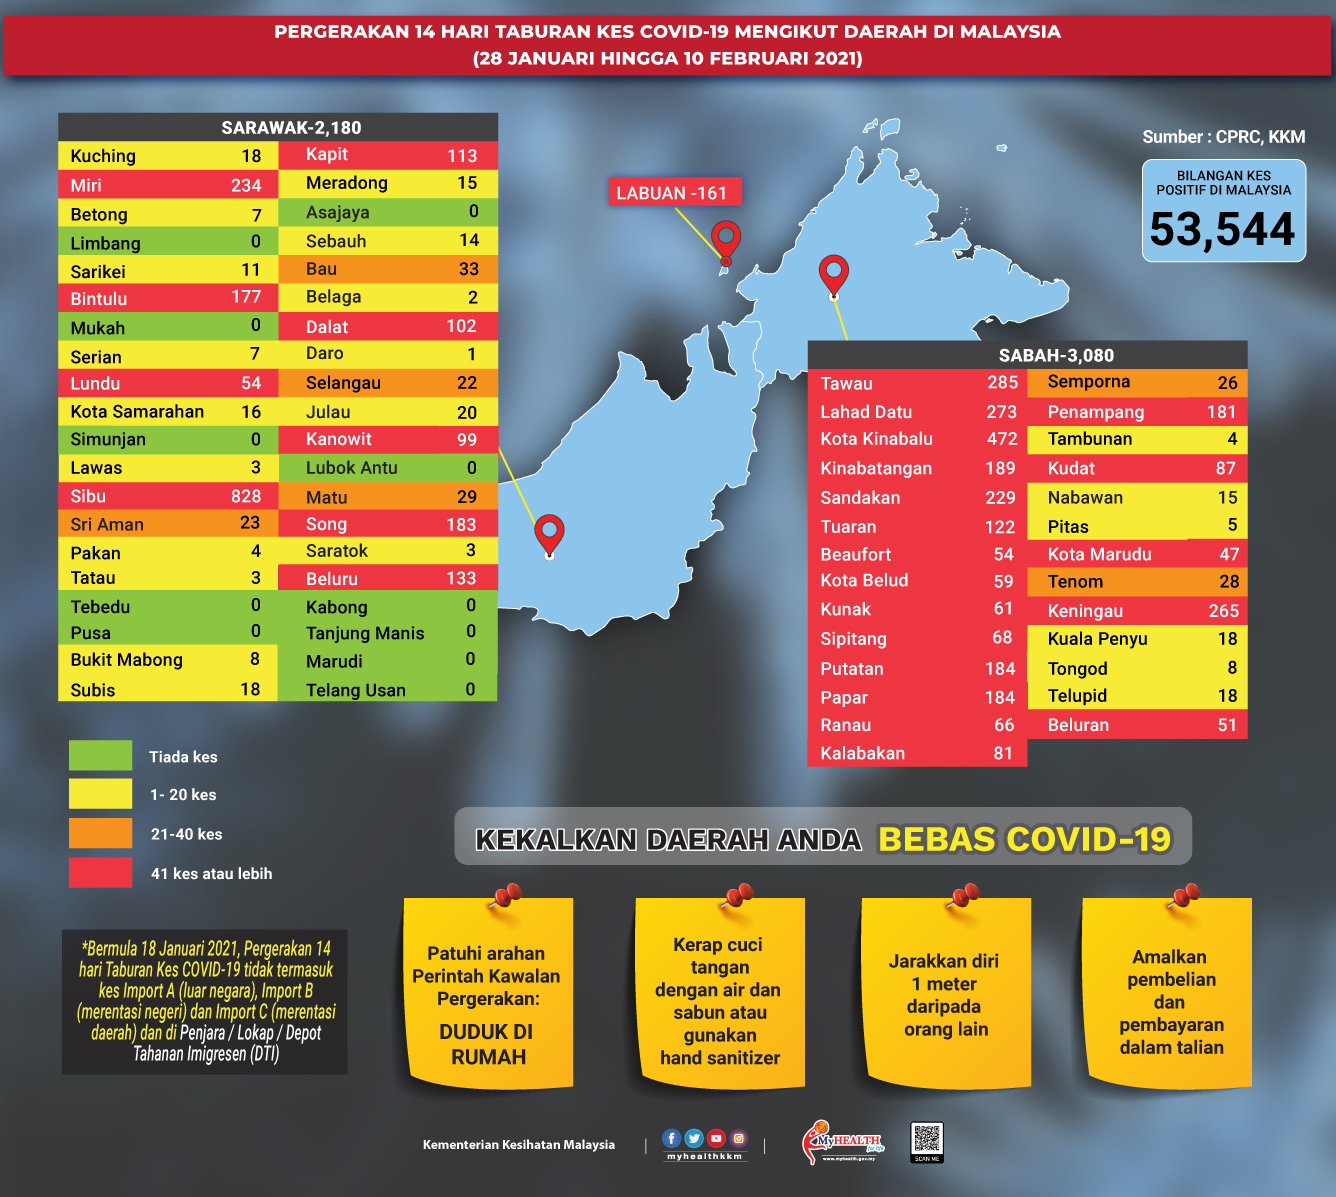 PERGERAKAN 14 HARI TABURAN KES COVID-19 MENGIKUT DAERAH DI MALAYSIA
(28 JANUARI HINGGA 10 FEBRUARI 2021)
SARAWAK-2,180
Kuching 18 Kapit 113
Miri 234 Meradong 15
Betong 7 Asajaya 0
Limbang 0 Sebauh 14
Sarikei 11 Bau 33
Bintulu 177 Belaga 2
Mukah 0 Dalat 102
Serian 7 Daro 1
Lundu 54 Selangau 22
Kota Samarahan 16 Julau 20
Simunjan 0 Kanowit 99
Lawas 3 Lubok Antu 0
Sibu 828 Matu 29
Sri Aman 23 Song 183
Pakan 4 Saratok 3
Tatau 3 Beluru 133
Tebedu 0 Kabong 0
Pusa 0 Tanjung Manis 0
Bukit Mabong 8 Marudi 0
Subis 18 Telang Usan 0
LABUAN -161
Sumber : CPRC, KKM
BILANGAN KES
POSITIF DI MALAYSIA
53,544
SABAH-3,080
Tawau 285 Semporna 26
Lahad Datu 273 Penampang 181
Kota Kinabalu 472 Tambunan 4
Kinabatangan 189 Kudat 87
Sandakan 229 Nabawan 15
Tuaran 122 Pitas 5
Beaufort 54 Kota Marudu 47
Kota Belud 59 Tenom 28
Kunak 61 Keningau 265
Sipitang 68 Kuala Penyu 18
Putatan 184 Tongod 8
Papar 184 Telupid 18
Ranau 66 Beluran 51
Kalabakan 81
Tiada kes
1- 20 kes
21-40 kes
41 kes atau lebih
*Bermula 18 Januari 2021, Pergerakan 14
hari Taburan Kes COVID-19 tidak termasuk
kes Import A (luar negara), Import B
(merentasi negeri) dan Import C (merentasi
daerah) dan di Penjara / Lokap / Depot
Tahanan Imigresen (DTI)
KEKALKAN DAERAH ANDA BEBAS COVID-19
Patuhi arahan
Perintah Kawalan
Pergerakan:
DUDUK DI
RUMAH
Kerap cuci
tangan
dengan air dan
sabun atau
gunakan
hand sanitizer
Jarakkan diri
1 meter
daripada
orang lain
Amalkan
pembelian
dan
pembayaran
dalam talian
Kementerian Kesihatan Malaysia
myhealthkkm
MyHEALTH
for life
www.myhealth.gov.my
SCAN ME